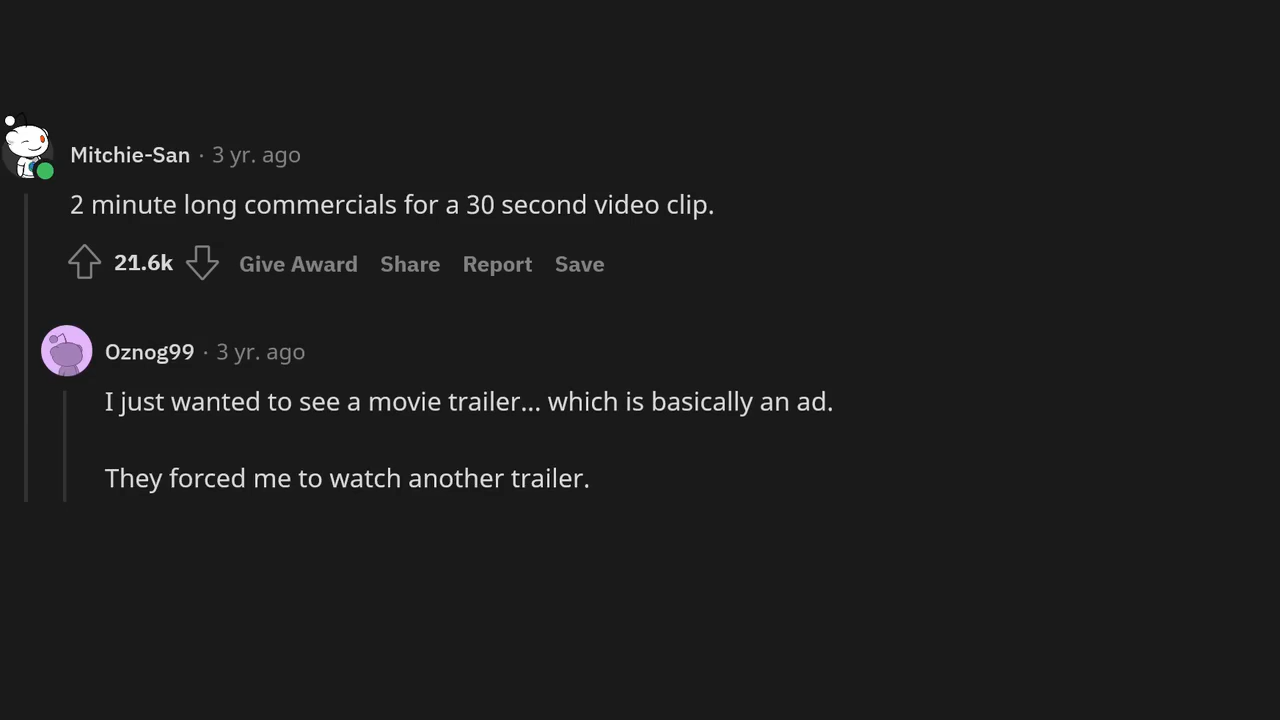 Mitchie-San · 3 yr. ago
2 minute long commercials for a 30 second video clip.
21.6k Give Award Share Report Save
Oznog99 · 3 yr. ago
I just wanted to see a movie trailer... which is basically an ad.
They forced me to watch another trailer.